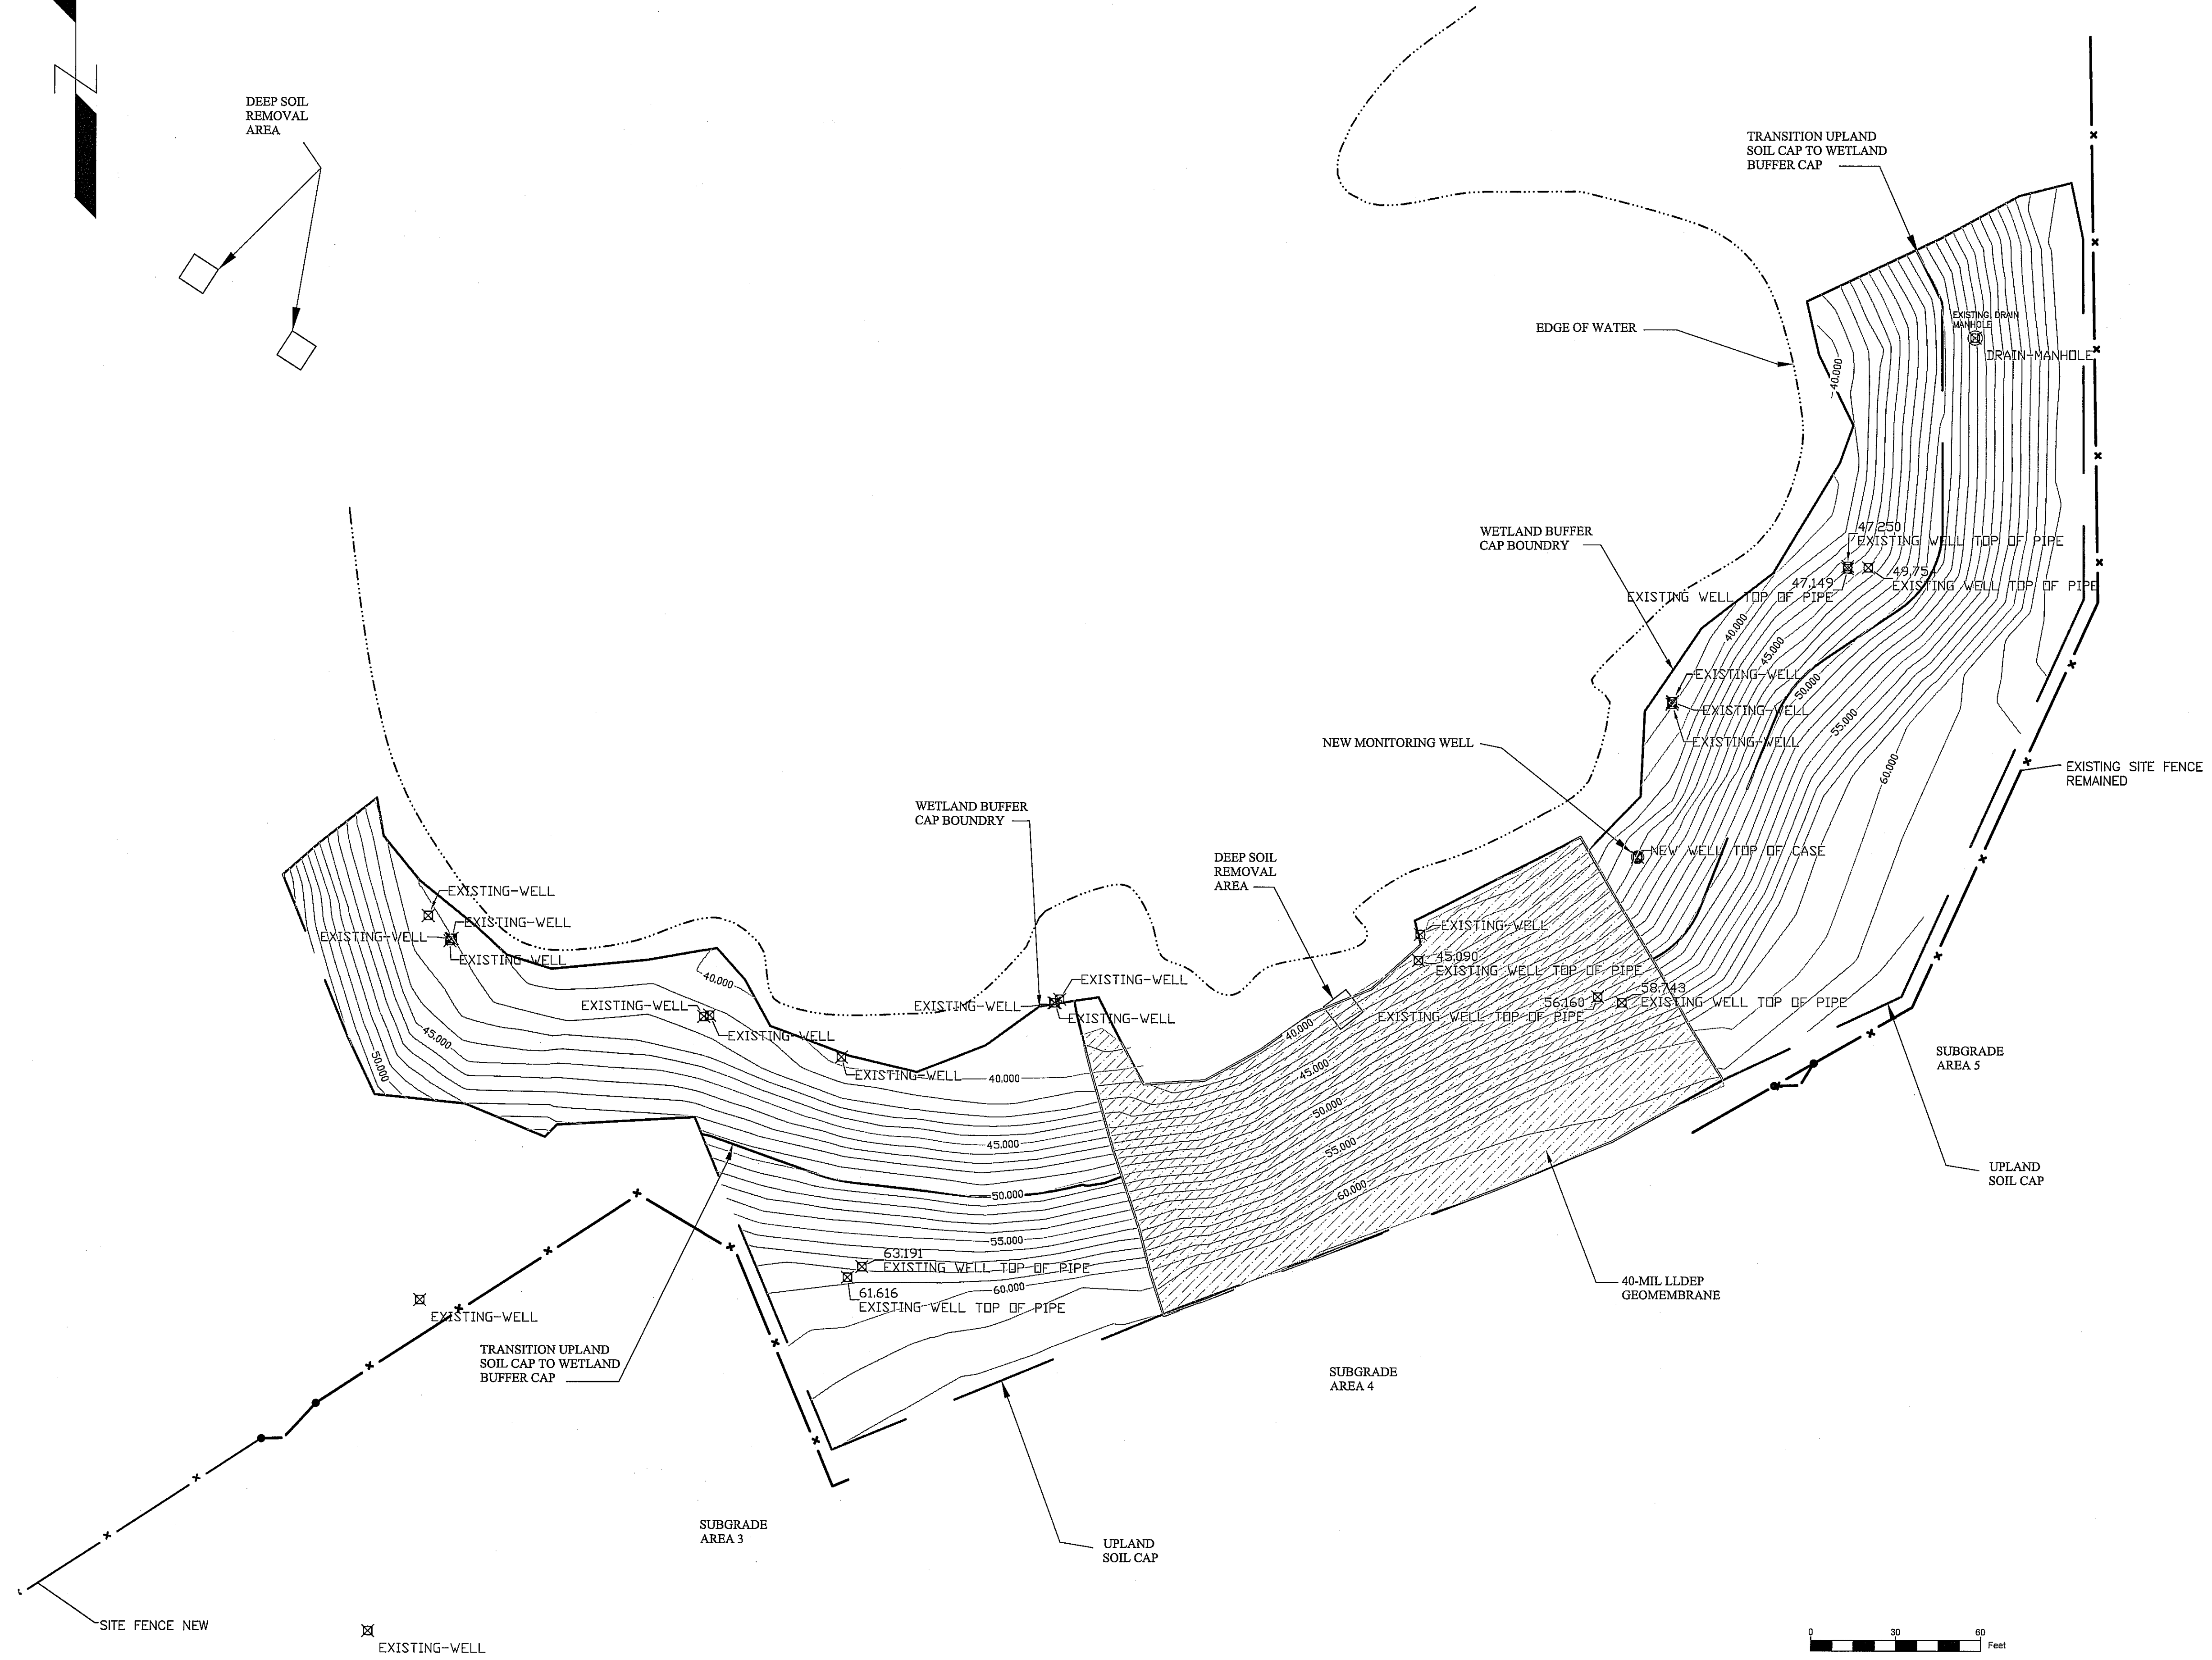 DEEP SOIL
REMOVAL
AREA
TRANSITION UPLAND
SOIL CAP TO WETLAND
BUFFER CAP
EDGE OF WATER
EXISTING DRAIN
MANHOLE
DRAIN-MANHOLE
40.000
WETLAND BUFFER
CAP BOUNDRY
47.250
EXISTING WELL TOP OF PIPE
47.149
EXISTING WELL TOP OF PIPE
49.754
EXISTING WELL TOP OF PIPE
40.000
45.000
50.000
55.000
60.000
EXISTING-WELL
EXISTING-WELL
EXISTING-WELL
NEW MONITORING WELL
NEW WELL TOP OF CASE
EXISTING SITE FENCE
REMAINED
WETLAND BUFFER
CAP BOUNDRY
DEEP SOIL
REMOVAL
AREA
EXISTING-WELL
EXISTING-WELL
EXISTING-WELL
EXISTING-WELL
40.000
EXISTING-WELL
EXISTING-WELL
EXISTING-WELL
EXISTING-WELL
EXISTING-WELL
EXISTING-WELL
EXISTING-WELL
45.090
EXISTING WELL TOP OF PIPE
58.743
EXISTING WELL TOP OF PIPE
56.160
EXISTING WELL TOP OF PIPE
40.000
45.000
50.000
55.000
60.000
45.000
50.000
40.000
EXISTING-WELL
45.000
50.000
55.000
60.000
63.191
EXISTING WELL TOP OF PIPE
61.616
EXISTING WELL TOP OF PIPE
SUBGRADE
AREA 5
UPLAND
SOIL CAP
40-MIL LLDEP
GEOMEMBRANE
EXISTING-WELL
TRANSITION UPLAND
SOIL CAP TO WETLAND
BUFFER CAP
SUBGRADE
AREA 4
SUBGRADE
AREA 3
UPLAND
SOIL CAP
SITE FENCE NEW
EXISTING-WELL
0 30 60
Feet